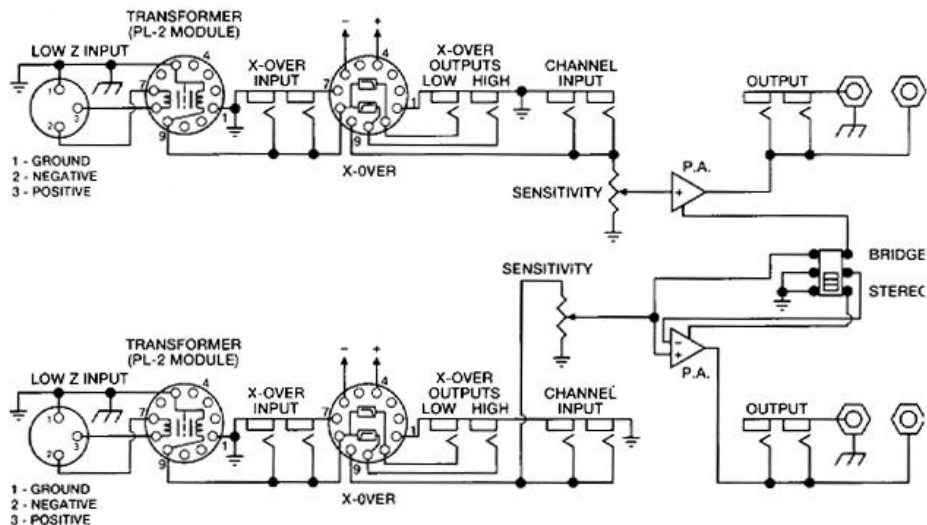 TRANSFORMER
(PL-2 MODULE)
LOW Z INPUT
1
2
3
7
4
9
1
X-OVER
INPUT
-
+
7
4
9
1
X-OVER
X-OVER
OUTPUTS
LOW HIGH
CHANNEL
INPUT
OUTPUT
1 - GROUND
2 - NEGATIVE
3 - POSITIVE
SENSITIVITY
+
P.A.
BRIDGE
STEREO
SENSITIVITY
-
+
P.A.
TRANSFORMER
(PL-2 MODULE)
LOW Z INPUT
1
2
3
7
4
9
1
X-OVER
INPUT
-
+
7
4
9
1
X-OVER
X-OVER
OUTPUTS
LOW HIGH
CHANNEL
INPUT
OUTPUT
1 - GROUND
2 - NEGATIVE
3 - POSITIVE